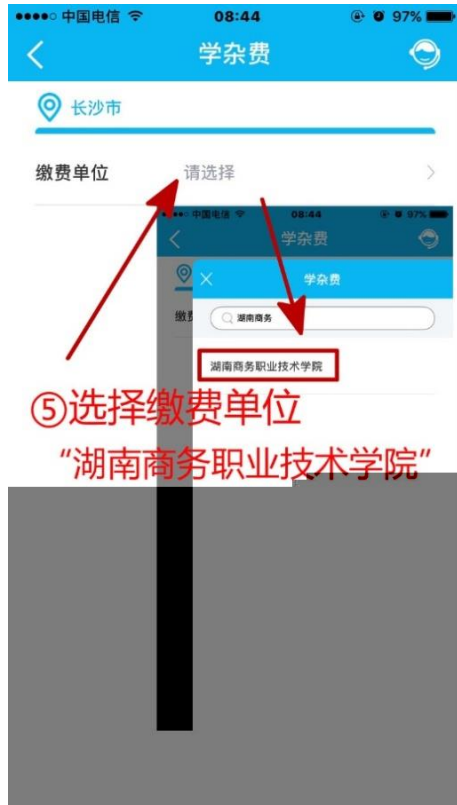 中国电信 08:44 97%
学杂费
长沙市
缴费单位 请选择
中国电信 08:44 97%
学杂费
学杂费
缴费
湖南商务
湖南商务职业技术学院
⑤选择缴费单位
“湖南商务职业技术学院”